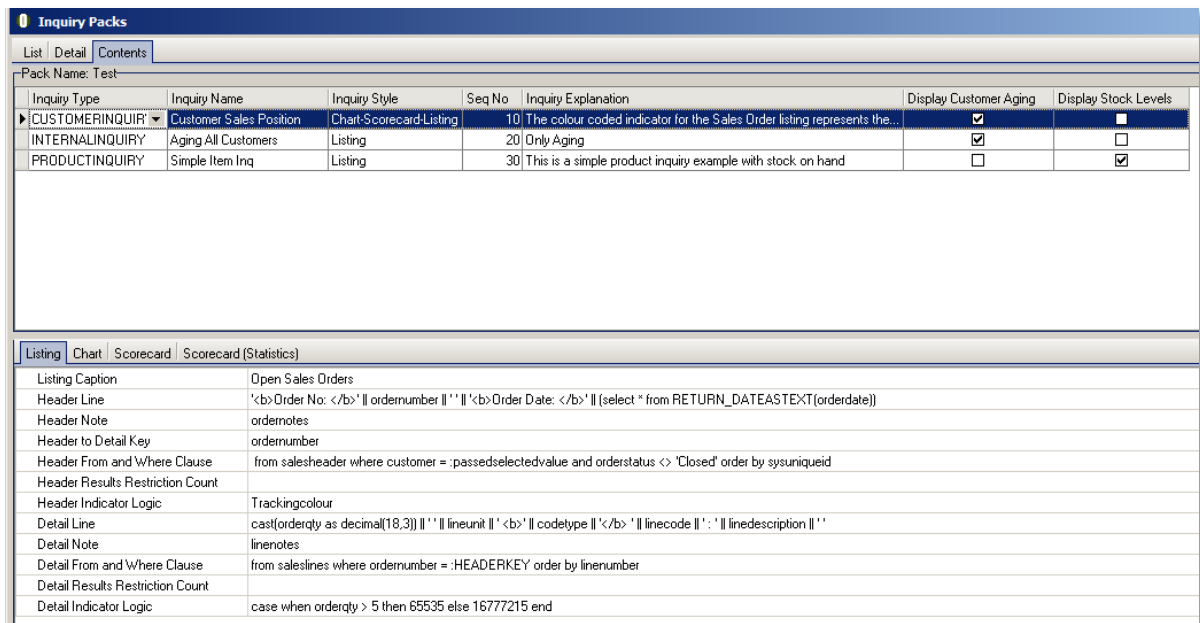 Inquiry Packs
List Detail Contents
Pack Name: Test
Inquiry Type Inquiry Name Inquiry Style Seq No Inquiry Explanation Display Customer Aging Display Stock Levels
CUSTOMERINQUIR Customer Sales Position Chart-Scorecard-Listing 10 The colour coded indicator for the Sales Order listing represents the...
INTERNALINQUIRY Aging All Customers Listing 20 Only Aging
PRODUCTINQUIRY Simple Item Inq Listing 30 This is a simple product inquiry example with stock on hand
Listing Chart Scorecard Scorecard (Statistics)
Listing Caption Open Sales Orders
Header Line '<b>Order No: </b>' || ordernumber || ' ' || '<b>Order Date: </b>' || (select * from RETURN_DATEASTEXT(orderdate))
Header Note ordernotes
Header to Detail Key ordernumber
Header From and Where Clause from salesheader where customer = :passedselectedvalue and orderstatus <> 'Closed' order by sysuniqueid
Header Results Restriction Count
Header Indicator Logic Trackingcolour
Detail Line cast(orderqty as decimal(18,3)) || ' ' || lineunit || ' <b>' || codetype || '</b> ' || linecode || ' : ' || linedescription || ' '
Detail Note linenotes
Detail From and Where Clause from saleslines where ordernumber = :HEADERKEY order by linenumber
Detail Results Restriction Count
Detail Indicator Logic case when orderqty > 5 then 65535 else 16777215 end